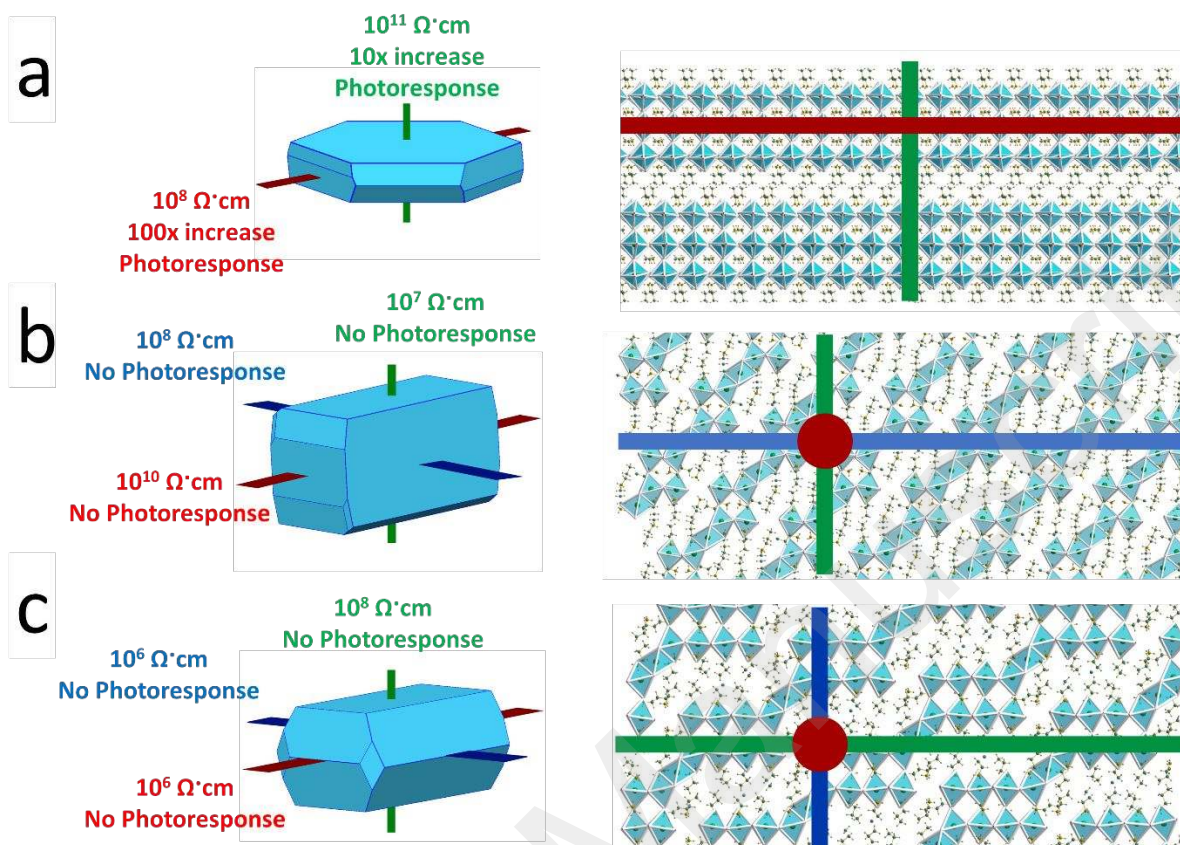 a
10¹¹ Ω·cm
10x increase
Photoresponse
10⁸ Ω·cm
100x increase
Photoresponse
b
10⁷ Ω·cm
No Photoresponse
10⁸ Ω·cm
No Photoresponse
10¹⁰ Ω·cm
No Photoresponse
c
10⁸ Ω·cm
No Photoresponse
10⁶ Ω·cm
No Photoresponse
10⁶ Ω·cm
No Photoresponse